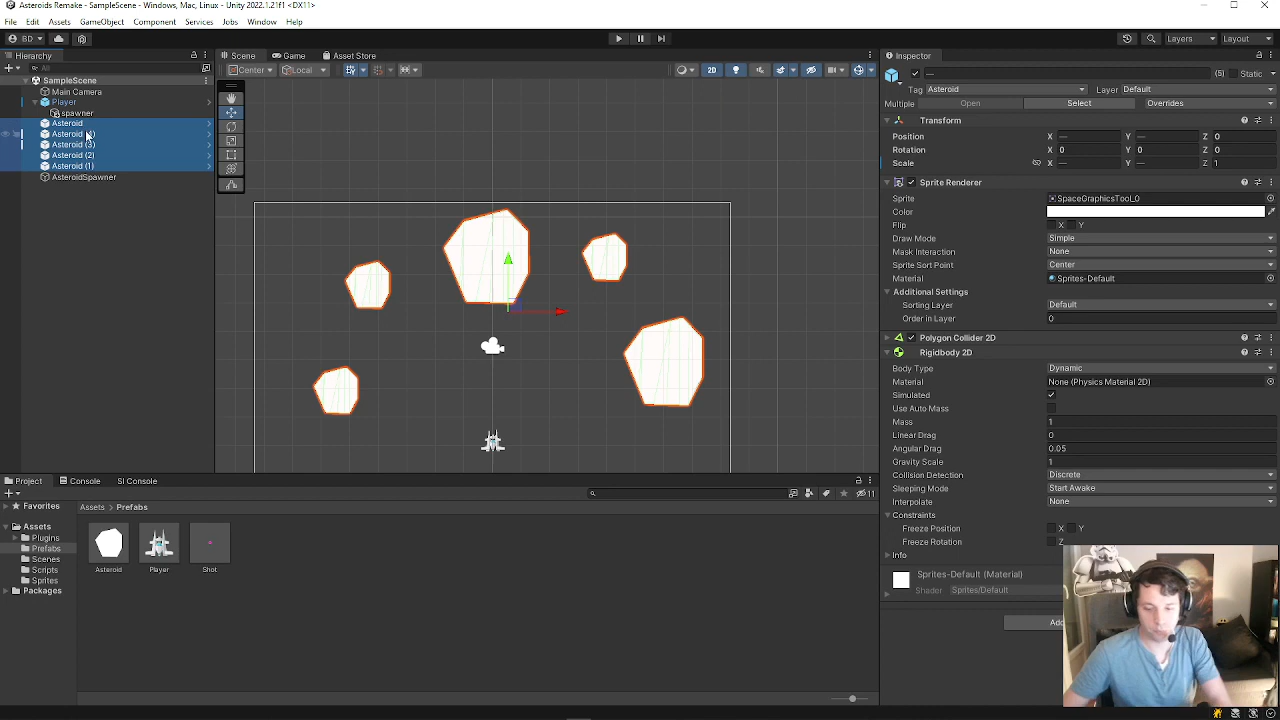 Asteroids Remake - SampleScene - Windows, Mac, Linux - Unity 2022.1.21f1 <DX11>
File Edit Assets GameObject Component Services Jobs Window Help
BD Layers Layout
Hierarchy
All
SampleScene
Main Camera
Player
spawner
Asteroid
Asteroid
Asteroid (3)
Asteroid (2)
Asteroid (1)
AsteroidSpawner
Scene Game Asset Store
Center Local 2D
Inspector
— (5) Static
Tag Asteroid Layer Default
Multiple Open Select Overrides
Transform
Position X — Y — Z 0
Rotation X 0 Y 0 Z 0
Scale X — Y — Z 1
Sprite Renderer
Sprite SpaceGraphicsTool_0
Color
Flip X Y
Draw Mode Simple
Mask Interaction None
Sprite Sort Point Center
Material Sprites-Default
Additional Settings
Sorting Layer Default
Order in Layer 0
Polygon Collider 2D
Rigidbody 2D
Body Type Dynamic
Material None (Physics Material 2D)
Simulated
Use Auto Mass
Mass 1
Linear Drag 0
Angular Drag 0.05
Gravity Scale 1
Collision Detection Discrete
Sleeping Mode Start Awake
Interpolate None
Constraints
Freeze Position X Y
Freeze Rotation Z
Info
Sprites-Default (Material)
Shader Sprites/Default
Project Console SI Console
11
Favorites
Assets
Plugins
Prefabs
Scenes
Scripts
Sprites
Packages
Assets > Prefabs
Asteroid Player Shot